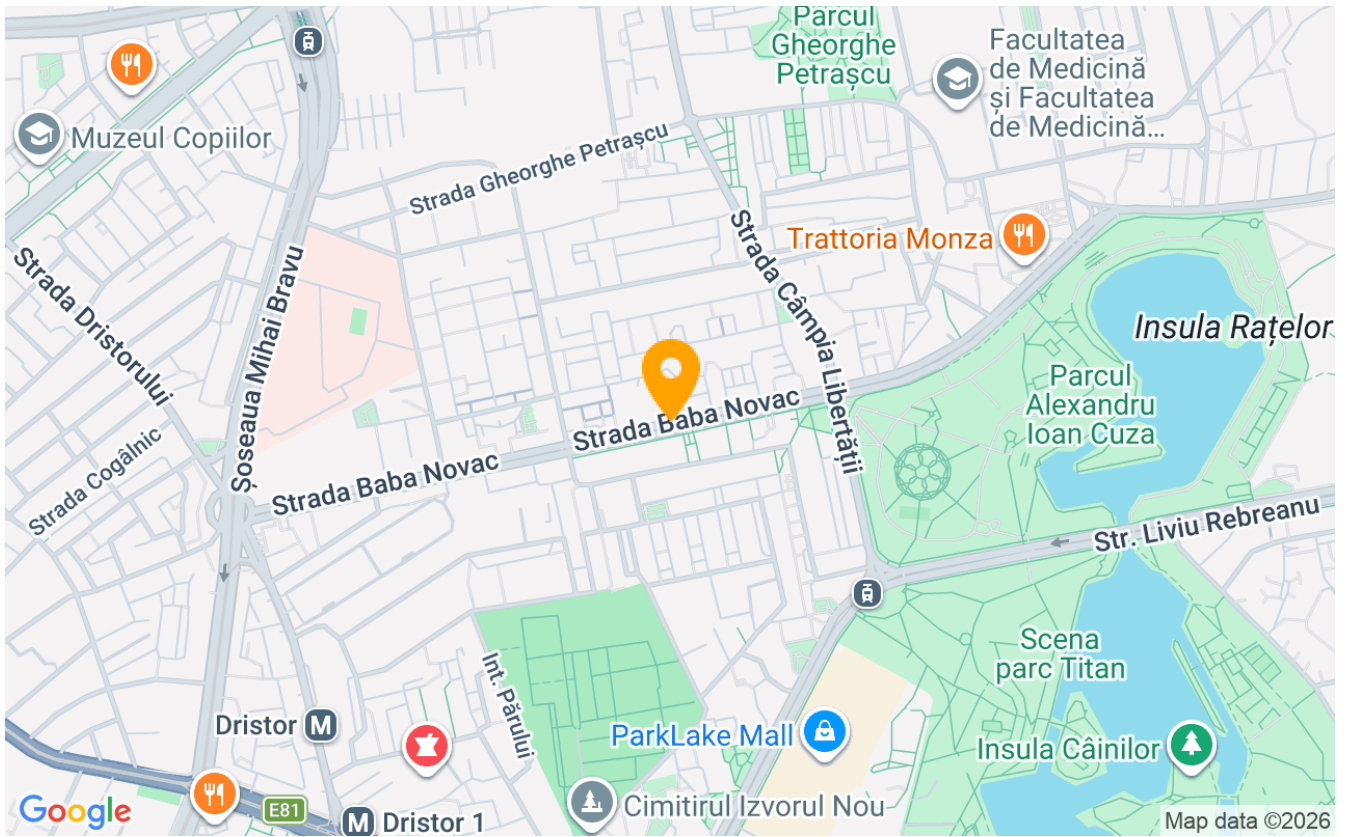 Parcul
Gheorghe
Petrașcu
Facultatea
de Medicină
și Facultatea
de Medicină...
Muzeul Copiilor
Strada Gheorghe Petrașcu
Trattoria Monza
Strada Câmpia Libertății
Strada Dristorului
Șoseaua Mihai Bravu
Insula Rațelor
Parcul
Alexandru
Ioan Cuza
Strada Baba Novac
Strada Baba Novac
Strada Cogâlnic
Str. Liviu Rebreanu
Scena
parc Titan
Int. Părului
Dristor M
ParkLake Mall
Insula Câinilor
Google
E81
M Dristor 1
Cimitirul Izvorul Nou
Map data ©2026